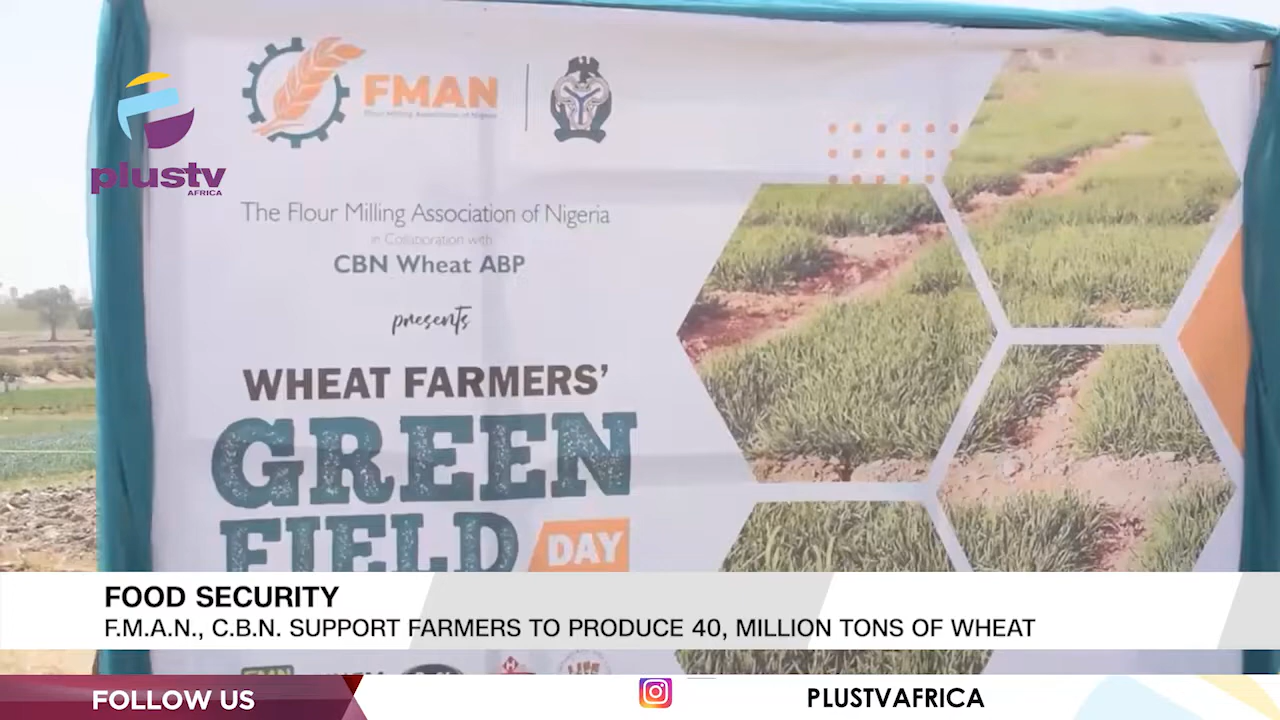 FMAN
Flour Milling Association of Nigeria
plustv
AFRICA
The Flour Milling Association of Nigeria
in Collaboration with
CBN Wheat ABP
presents
WHEAT FARMERS'
GREEN
FIELD DAY
FOOD SECURITY
F.M.A.N., C.B.N. SUPPORT FARMERS TO PRODUCE 40, MILLION TONS OF WHEAT
FOLLOW US
PLUSTVAFRICA